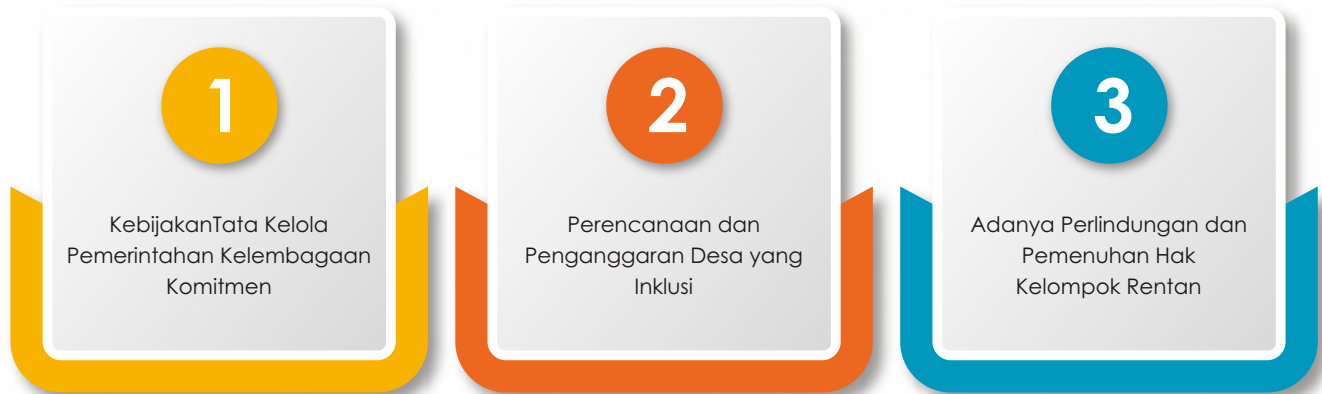 1
KebijakanTata Kelola
Pemerintahan Kelembagaan
Komitmen
2
Perencanaan dan
Penganggaran Desa yang
Inklusi
3
Adanya Perlindungan dan
Pemenuhan Hak
Kelompok Rentan